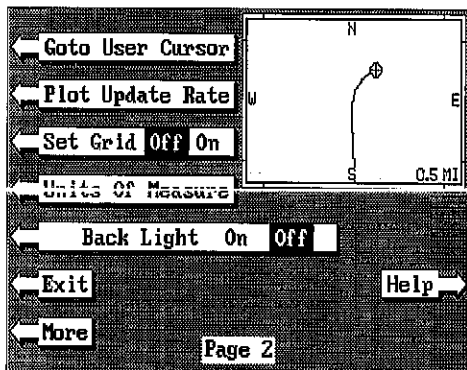 Goto User Cursor
Plot Update Rate
Set Grid Off On
Units Of Measure
Back Light On Off
Exit
More
Page 2
Help
N
W E
S 0.5 MI